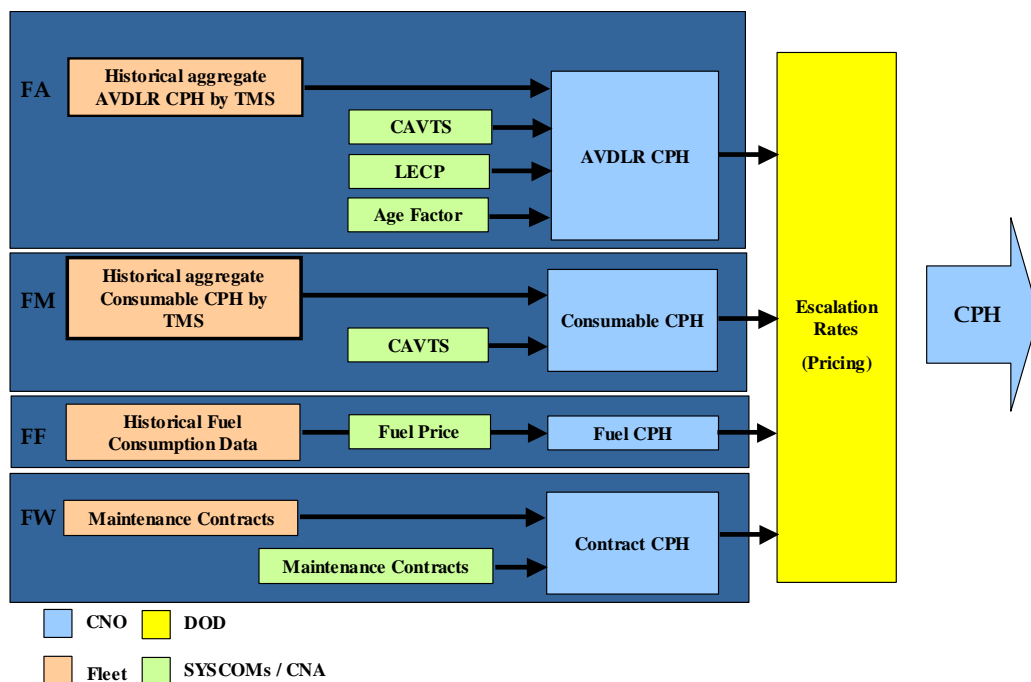 FA
Historical aggregate
AVDLR CPH by TMS
CAVTS
LECP
Age Factor
AVDLR CPH
FM
Historical aggregate
Consumable CPH by
TMS
CAVTS
Consumable CPH
FF
Historical Fuel
Consumption Data
Fuel Price
Fuel CPH
FW
Maintenance Contracts
Maintenance Contracts
Contract CPH
Escalation
Rates
(Pricing)
CPH
CNO
DOD
Fleet
SYSCOMs / CNA